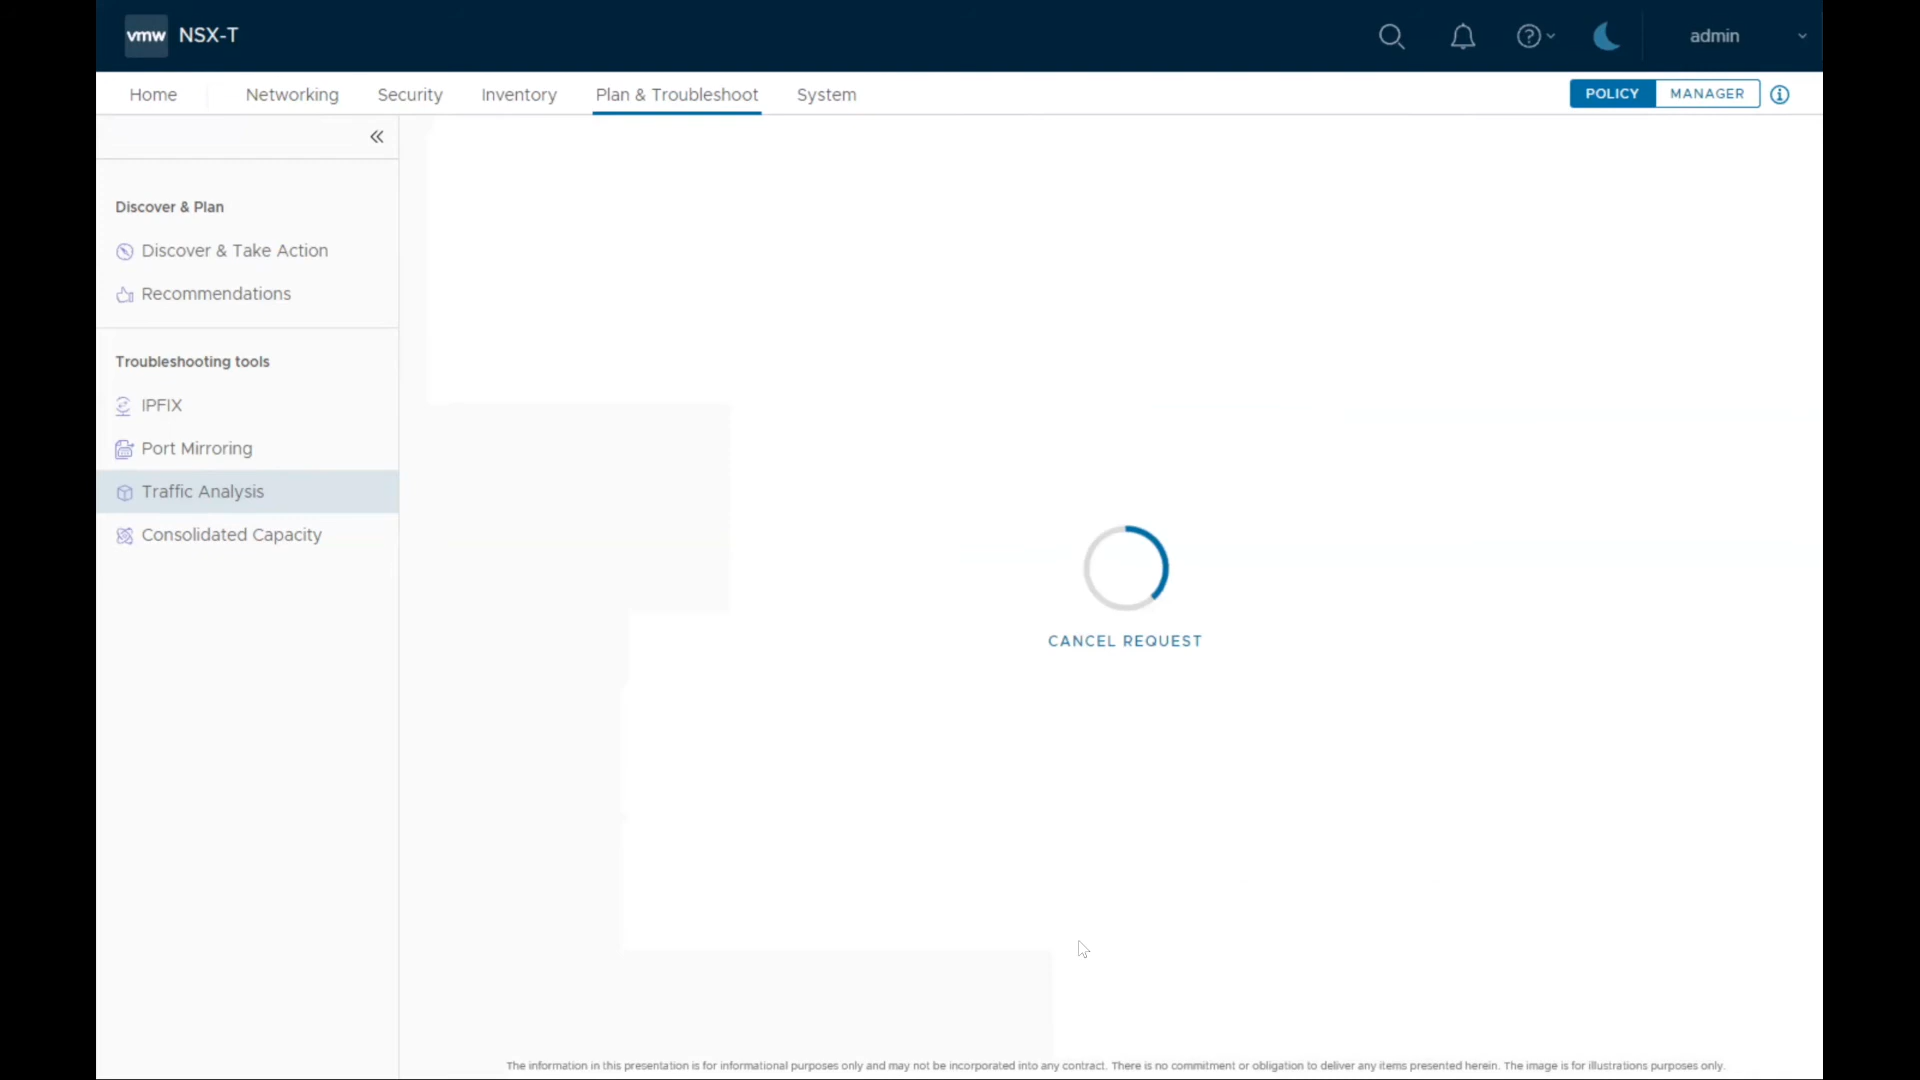 vmw NSX-T
admin
Home Networking Security Inventory Plan & Troubleshoot System
POLICY MANAGER
Discover & Plan
Discover & Take Action
Recommendations
Troubleshooting tools
IPFIX
Port Mirroring
Traffic Analysis
Consolidated Capacity
CANCEL REQUEST
The information in this presentation is for informational purposes only and may not be incorporated into any contract. There is no commitment or obligation to deliver any items presented herein. The image is for illustrations purposes only.